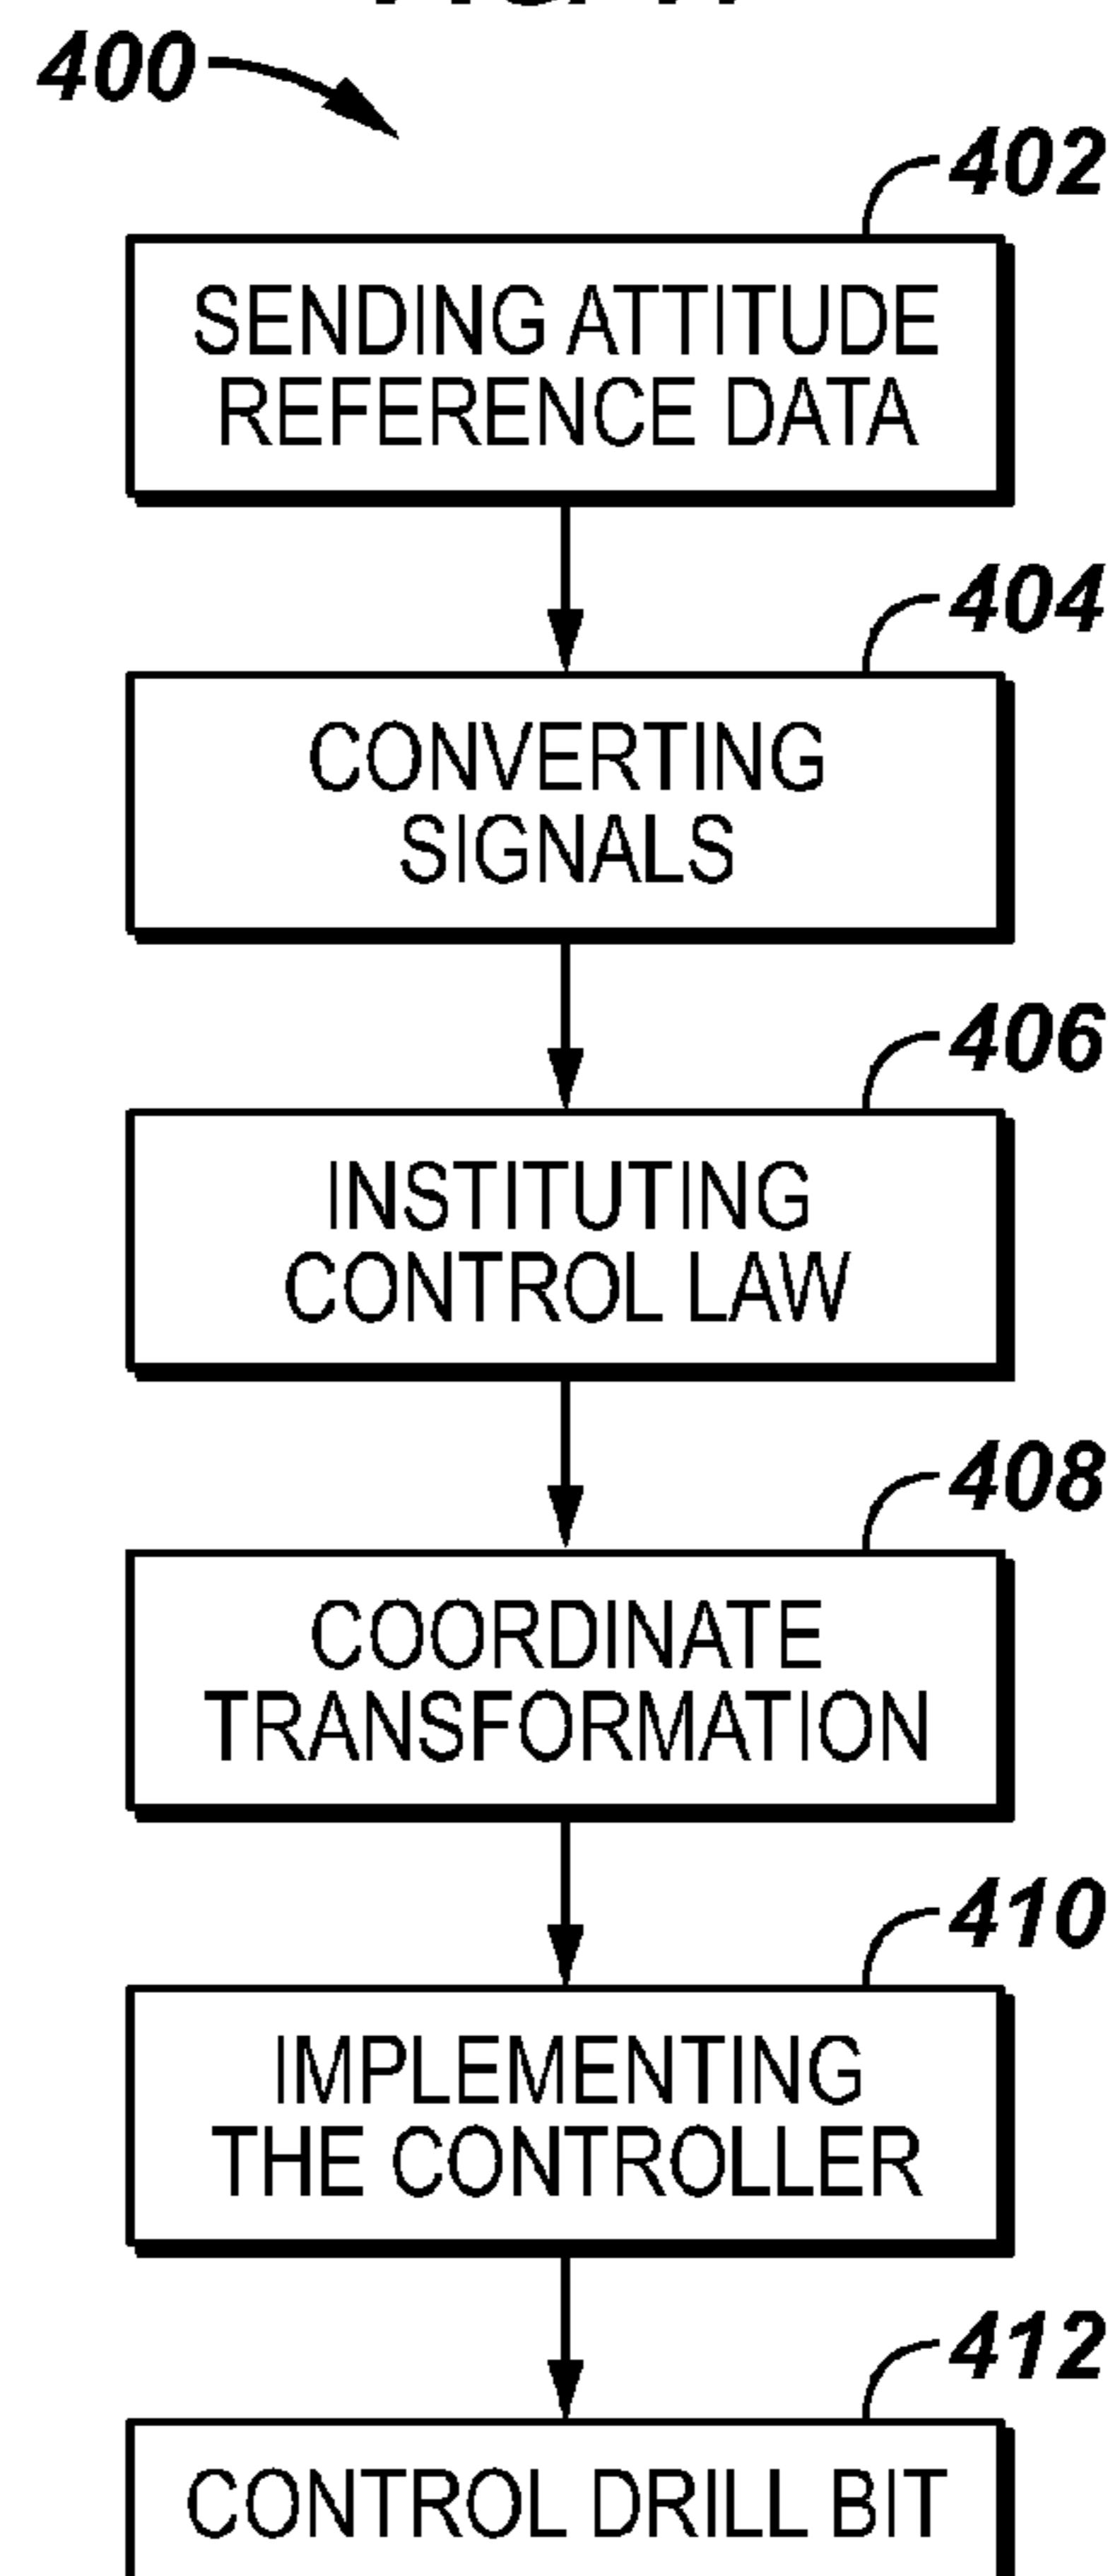 400
402
SENDING ATTITUDE
REFERENCE DATA
404
CONVERTING
SIGNALS
406
INSTITUTING
CONTROL LAW
408
COORDINATE
TRANSFORMATION
410
IMPLEMENTING
THE CONTROLLER
412
CONTROL DRILL BIT